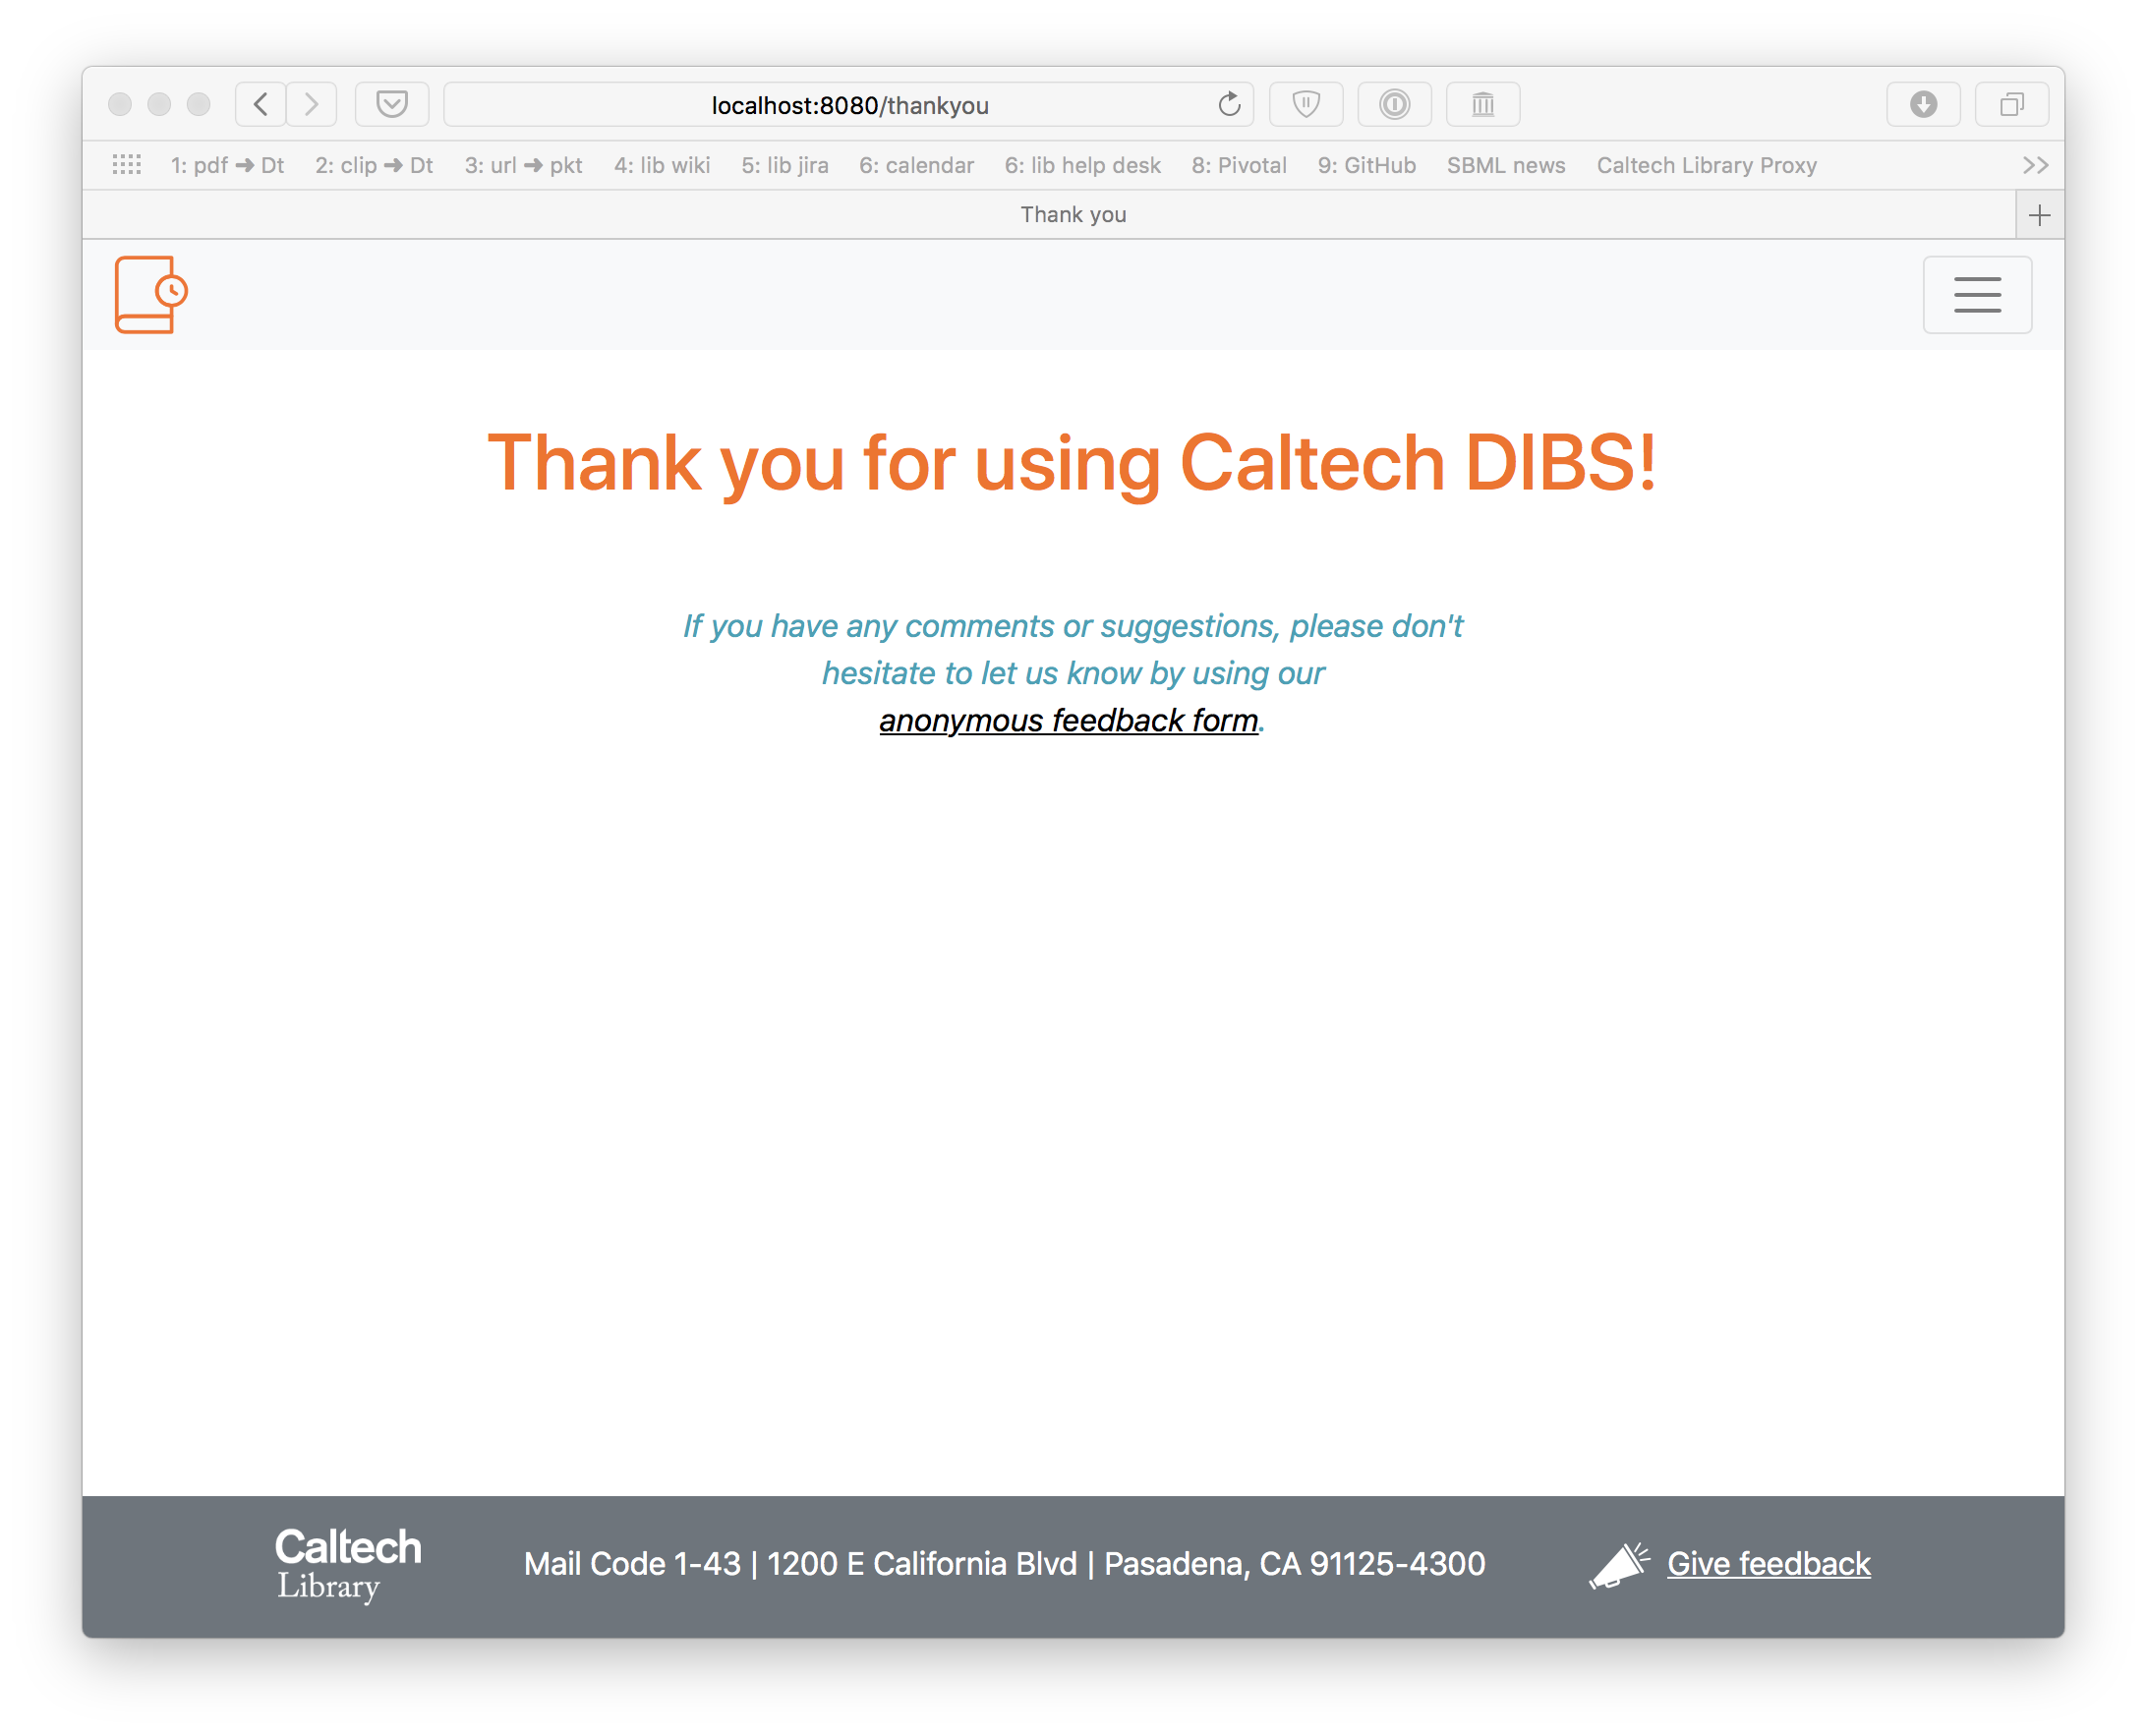 localhost:8080/thankyou
1: pdf ➔ Dt 2: clip ➔ Dt 3: url ➔ pkt 4: lib wiki 5: lib jira 6: calendar 6: lib help desk 8: Pivotal 9: GitHub SBML news Caltech Library Proxy
Thank you
Thank you for using Caltech DIBS!
If you have any comments or suggestions, please don't
hesitate to let us know by using our
anonymous feedback form.
Caltech
Library
Mail Code 1-43 | 1200 E California Blvd | Pasadena, CA 91125-4300
Give feedback